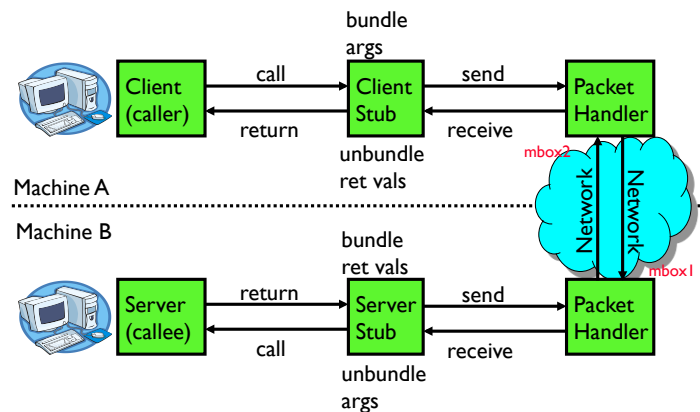 bundle
args
Client
(caller)
call
return
Client
Stub
send
receive
Packet
Handler
unbundle
ret vals
mbox2
Machine A
Network
Network
Machine B
mbox1
bundle
ret vals
Server
(callee)
return
call
Server
Stub
send
receive
Packet
Handler
unbundle
args